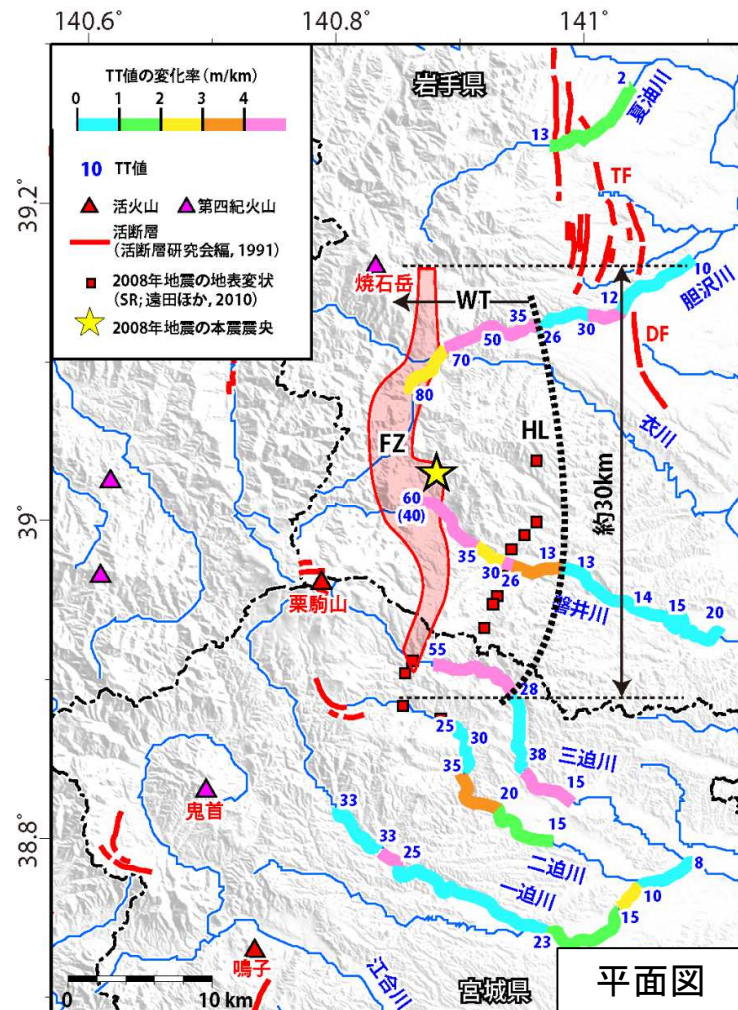 140.6°
140.8°
141°
TT値の変化率(m/km)
0 1 2 3 4
10 TT値
活火山 第四紀火山
活断層
(活断層研究会編, 1991)
2008年地震の地表変状
(SR;遠田ほか, 2010)
2008年地震の本震震央
岩手県
2
夏油川
13
39.2°
TF
焼石岳
10
胆沢川
12
WT
35
30
50
26
70
DF
80
衣川
FZ
HL
約30km
60
(40)
39°
35
30
26
13
13
栗駒山
磐井川
14
15
20
55
28
25
30
三迫川
38
35
15
鬼首
20
33
15
38.8°
33
25
二迫川
8
一迫川
10
15
23
鳴子
江合川
宮城県
平面図
0 10 km